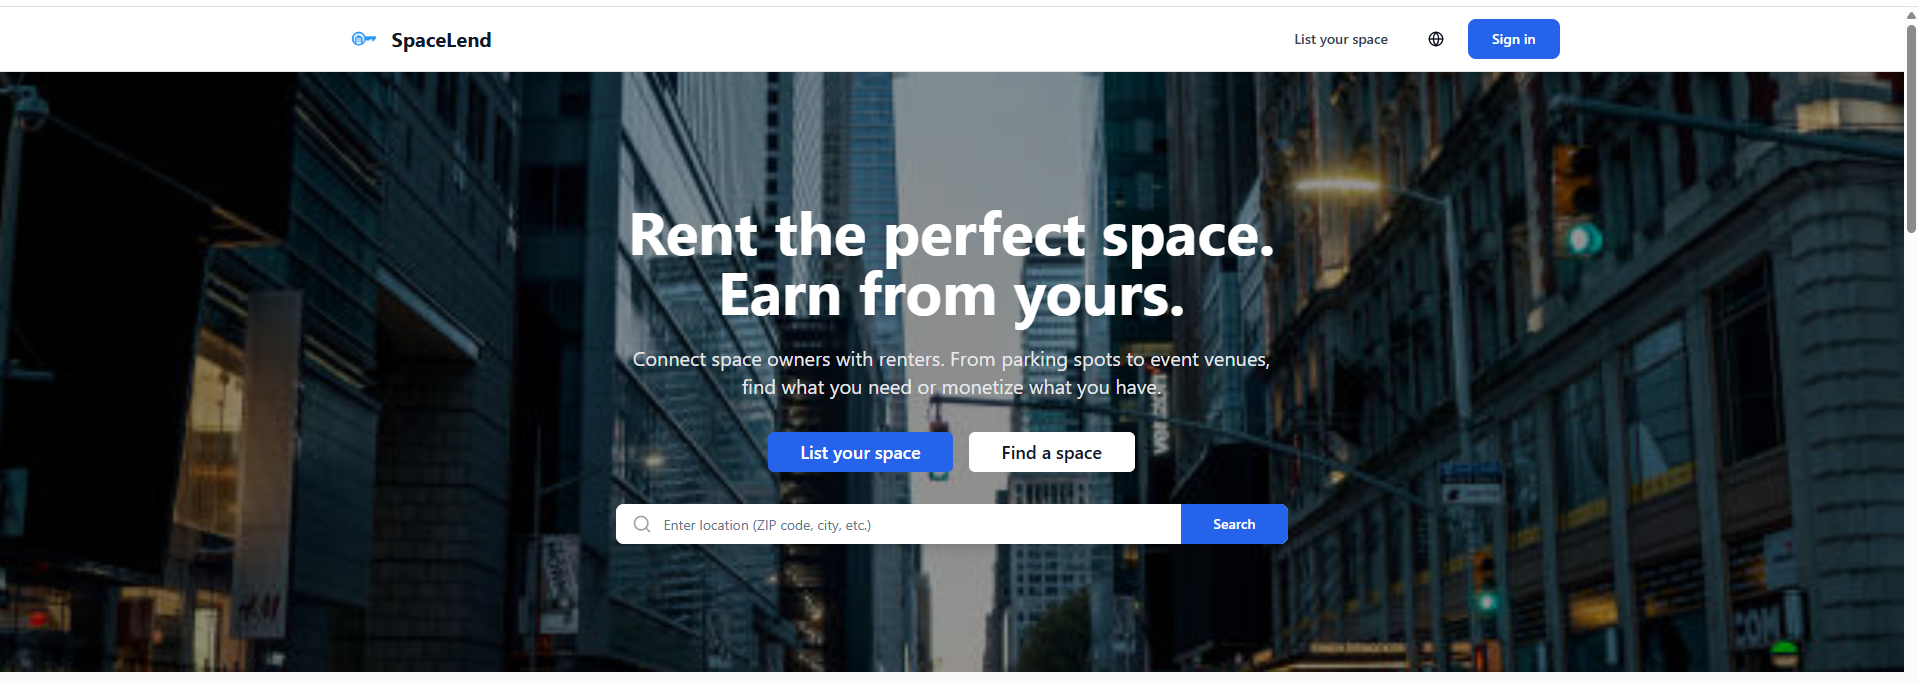 SpaceLend
List your space
Sign in
Rent the perfect space.
Earn from yours.
Connect space owners with renters. From parking spots to event venues,
find what you need or monetize what you have.
List your space
Find a space
Enter location (ZIP code, city, etc.)
Search
H&M
COM